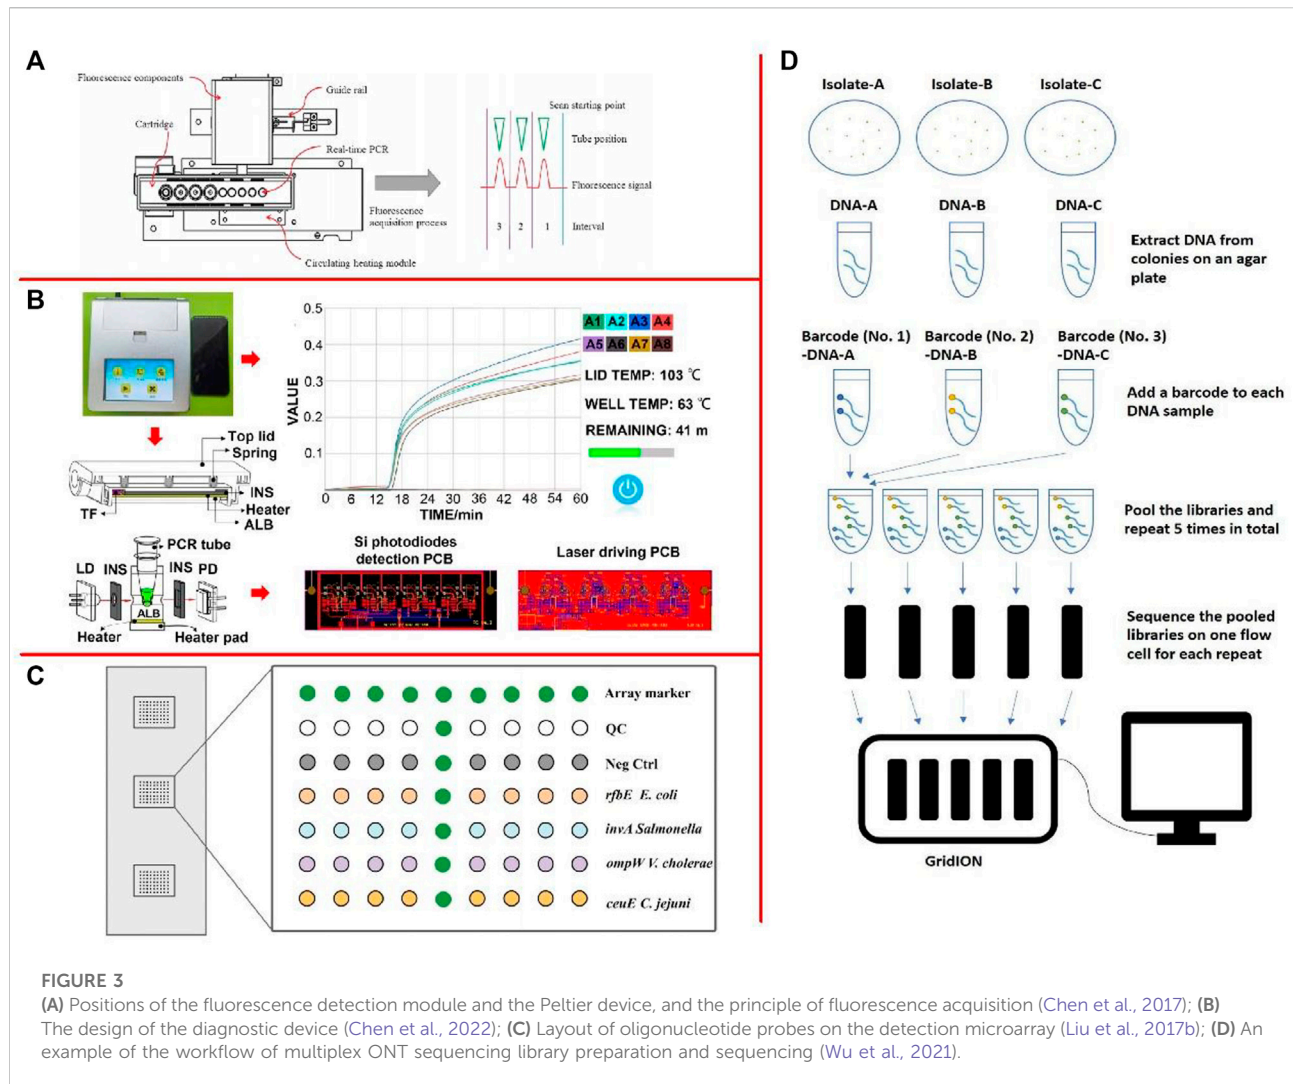 A
Fluorescence components
Guide rail
Cartridge
Real-time PCR
Circulating heating module
Fluorescence
acquisition process
Scan starting point
Tube position
Fluorescence signal
3 2 1 Interval
B
0.5
0.4
0.3
0.2
0.1
VALUE
0 6 12 18 24 30 36 42 48 54 60
TIME/min
A1 A2 A3 A4
A5 A6 A7 A8
LID TEMP: 103 ℃
WELL TEMP: 63 ℃
REMAINING: 41 m
Top lid
Spring
INS
Heater
ALB
TF
PCR tube
LD INS INS PD
ALB
Heater Heater pad
Si photodiodes
detection PCB
Laser driving PCB
C
Array marker
QC
Neg Ctrl
rfbE E. coli
invA Salmonella
ompW V. cholerae
ceuE C. jejuni
D
Isolate-A Isolate-B Isolate-C
DNA-A DNA-B DNA-C
Extract DNA from
colonies on an agar
plate
Barcode (No. 1) Barcode (No. 2) Barcode (No. 3)
-DNA-A -DNA-B -DNA-C
Add a barcode to each
DNA sample
Pool the libraries and
repeat 5 times in total
Sequence the pooled
libraries on one flow
cell for each repeat
GridION
FIGURE 3
(A) Positions of the fluorescence detection module and the Peltier device, and the principle of fluorescence acquisition (Chen et al., 2017); (B)
The design of the diagnostic device (Chen et al., 2022); (C) Layout of oligonucleotide probes on the detection microarray (Liu et al., 2017b); (D) An
example of the workflow of multiplex ONT sequencing library preparation and sequencing (Wu et al., 2021).